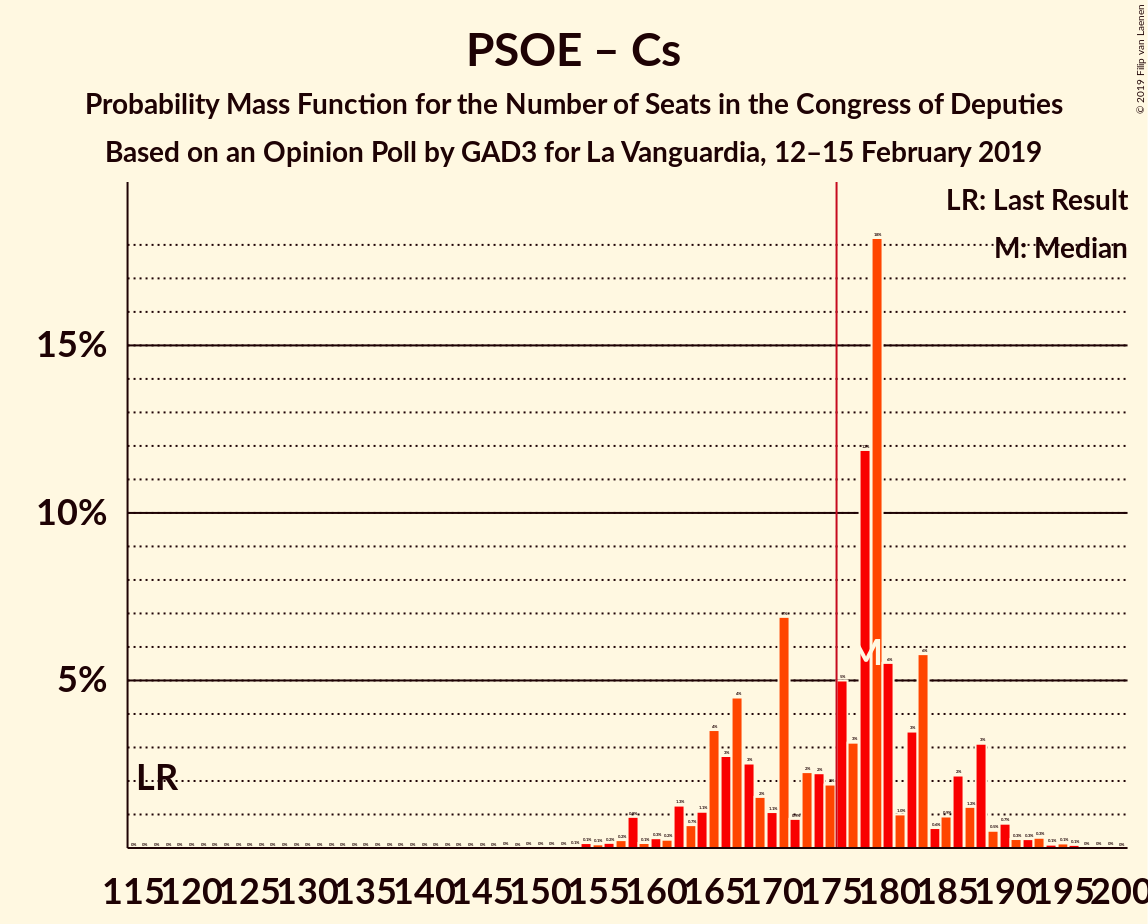 PSOE – Cs
Probability Mass Function for the Number of Seats in the Congress of Deputies
Based on an Opinion Poll by GAD3 for La Vanguardia, 12–15 February 2019
© 2019 Filip van Laenen
LR: Last Result
M: Median
15%
10%
5%
LR
M
115 120 125 130 135 140 145 150 155 160 165 170 175 180 185 190 195 200